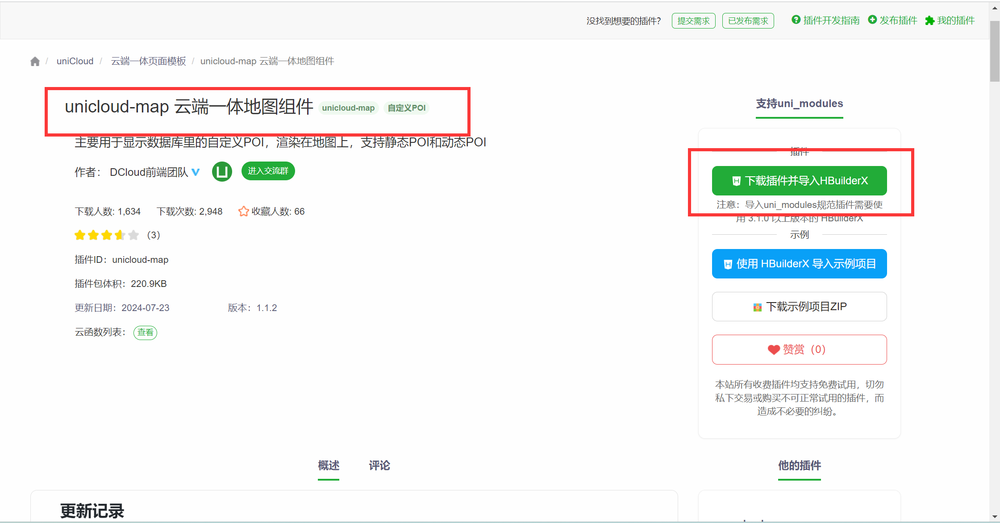 没找到想要的插件? 提交需求 已发布需求 插件开发指南 发布插件 我的插件
/ uniCloud / 云端一体页面模板 / unicloud-map 云端一体地图组件
unicloud-map 云端一体地图组件 unicloud-map 自定义POI
主要用于显示数据库里的自定义POI，渲染在地图上，支持静态POI和动态POI
作者： DCloud前端团队 进入交流群
下载人数: 1,634 下载次数: 2,948 收藏人数: 66
（3）
插件ID：unicloud-map
插件包体积：220.9KB
更新日期：2024-07-23 版本：1.1.2
云函数列表： 查看
支持uni_modules
插件
下载插件并导入HBuilderX
注意：导入uni_modules规范插件需要使
用 3.1.0 以上版本的 HBuilderX
示例
使用 HBuilderX 导入示例项目
下载示例项目ZIP
赞赏（0）
本站所有收费插件均支持免费试用，切勿
私下交易或购买不可正常试用的插件，而
造成不必要的纠纷。
概述 评论
他的插件
更新记录